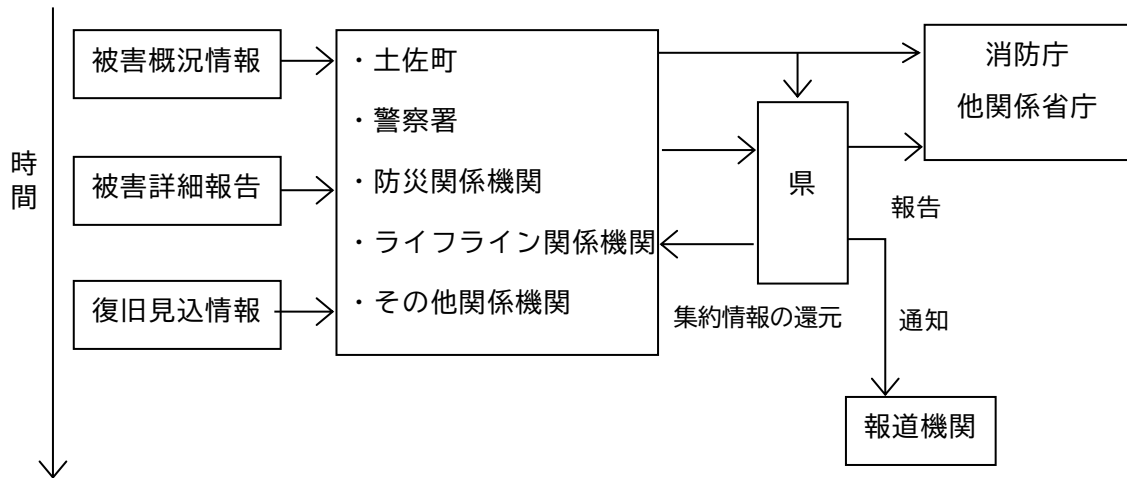 時間
被害概況情報
被害詳細報告
復旧見込情報
・土佐町
・警察署
・防災関係機関
・ライフライン関係機関
・その他関係機関
県
消防庁
他関係省庁
報告
集約情報の還元
通知
報道機関